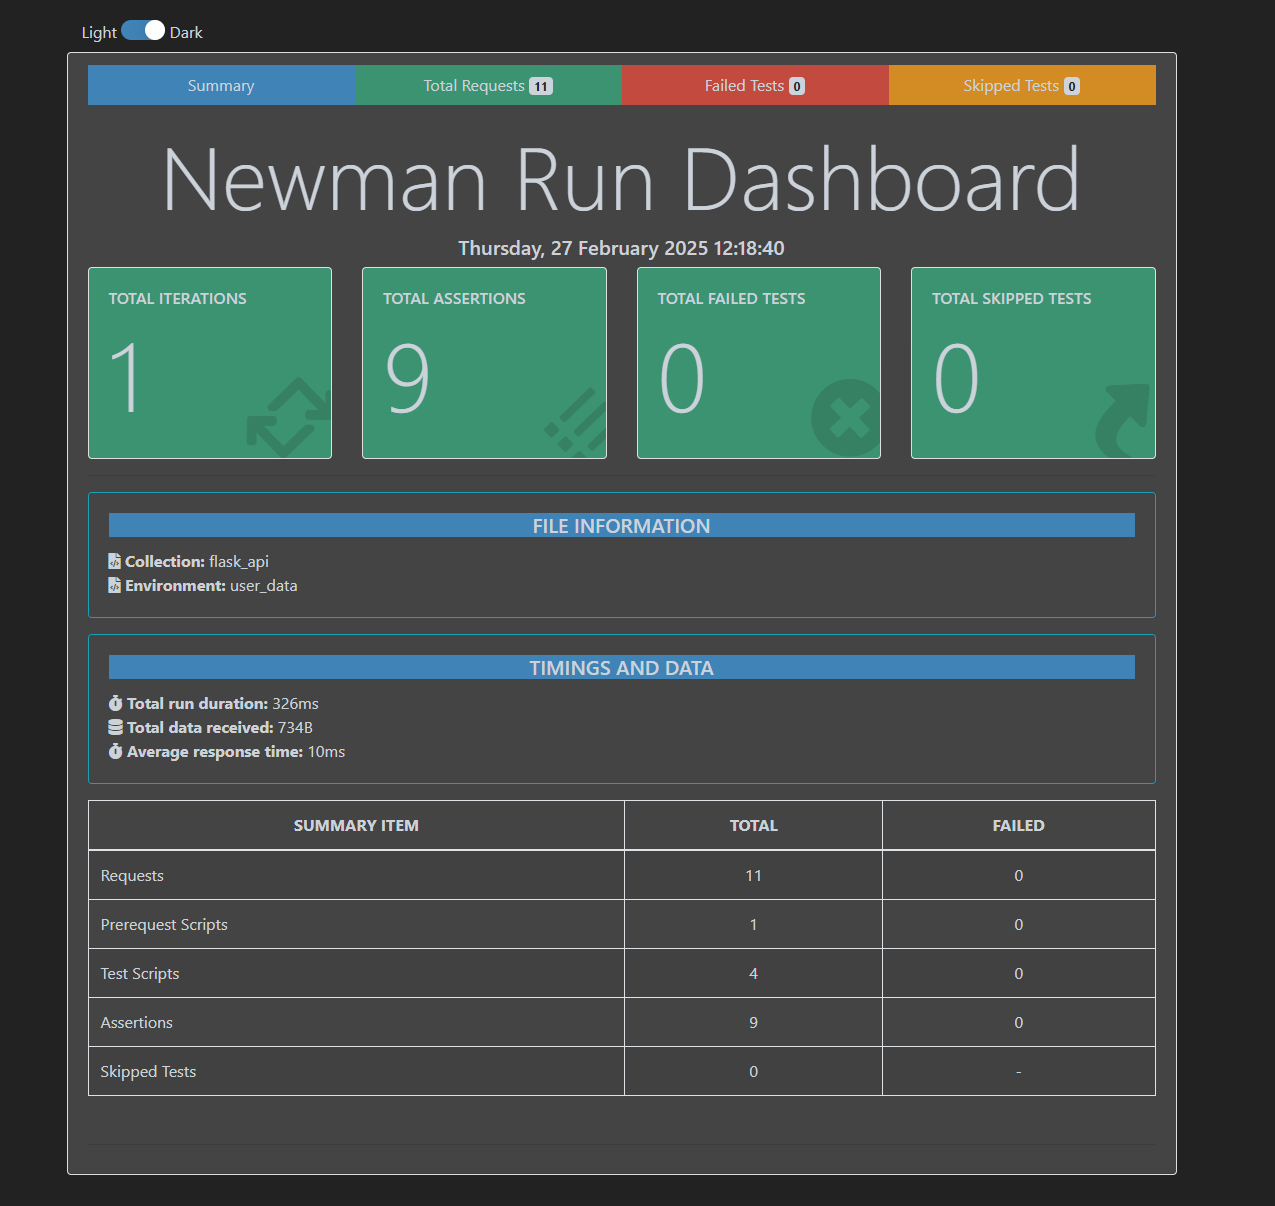 Light Dark
Summary Total Requests 11 Failed Tests 0 Skipped Tests 0
Newman Run Dashboard
Thursday, 27 February 2025 12:18:40
TOTAL ITERATIONS TOTAL ASSERTIONS TOTAL FAILED TESTS TOTAL SKIPPED TESTS
1 9 0 0
FILE INFORMATION
Collection: flask_api
Environment: user_data
TIMINGS AND DATA
Total run duration: 326ms
Total data received: 734B
Average response time: 10ms
SUMMARY ITEM TOTAL FAILED
Requests 11 0
Prerequest Scripts 1 0
Test Scripts 4 0
Assertions 9 0
Skipped Tests 0 -